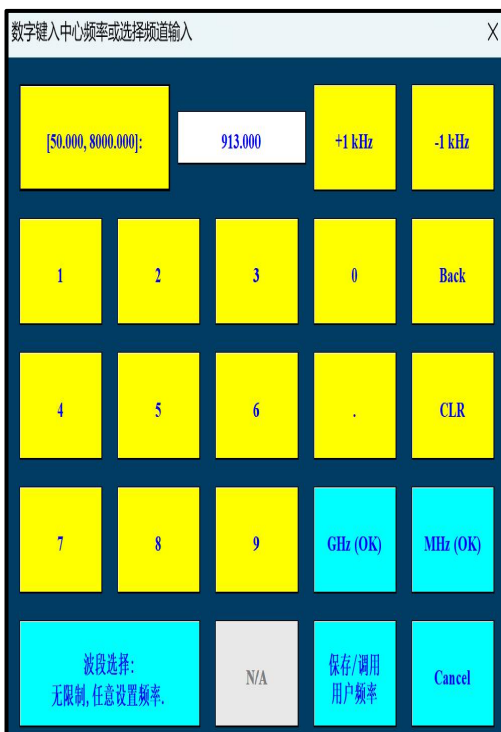 数字键入中心频率或选择频道输入
[50.000, 8000.000]:
913.000
+1 kHz
-1 kHz
1
2
3
0
Back
4
5
6
.
CLR
7
8
9
GHz (OK)
MHz (OK)
波段选择:
无限制,任意设置频率.
N/A
保存/调用
用户频率
Cancel